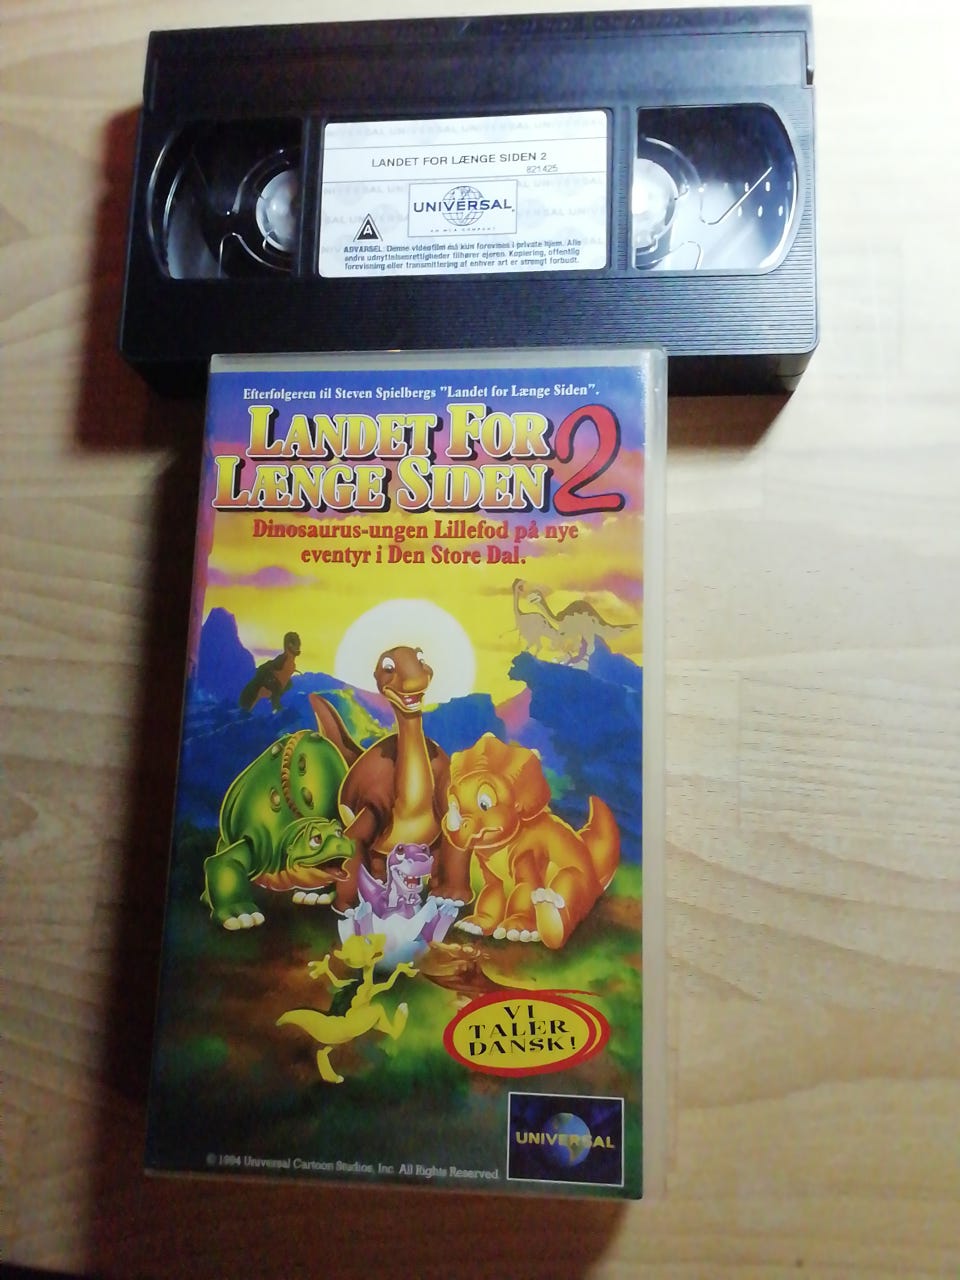 LANDET FOR LÆNGE SIDEN 2
821425
UNIVERSAL
AN MCA COMPANY
A
ADVARSEL: Denne videofilm må kun forevises i private hjem. Alle
andre udnyttelsesrettigheder tilhører ejeren. Kopiering, offentlig
forevisning eller transmittering af enhver art er strengt forbudt.
Efterfølgeren til Steven Spielbergs "Landet for Længe Siden".
LANDET FOR
LÆNGE SIDEN 2
Dinosaurus-ungen Lillefod på nye
eventyr i Den Store Dal.
VI
TALER
DANSK!
UNIVERSAL
© 1994 Universal Cartoon Studios, Inc. All Rights Reserved.